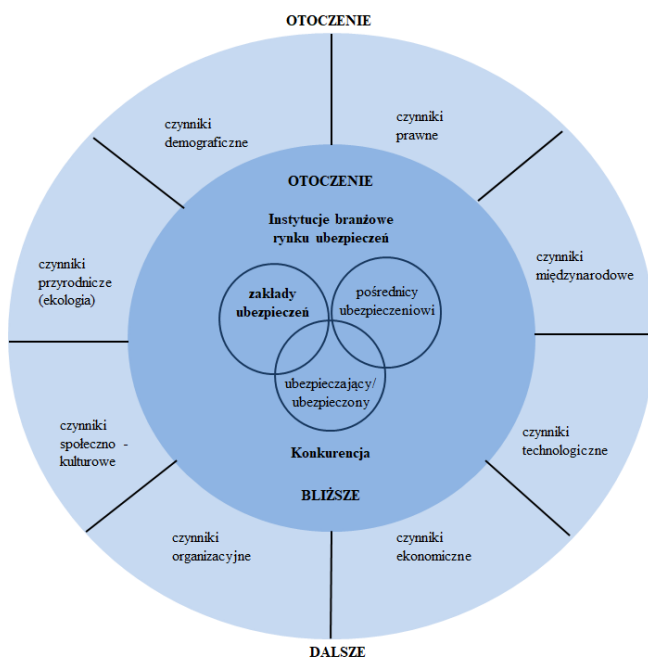 OTOCZENIE
czynniki
demograficzne
czynniki
prawne
OTOCZENIE
Instytucje branżowe
rynku ubezpieczeń
czynniki
przyrodnicze
(ekologia)
zakłady
ubezpieczeń
pośrednicy
ubezpieczeniowi
czynniki
międzynarodowe
ubezpieczający/
ubezpieczony
czynniki
społeczno -
kulturowe
czynniki
technologiczne
Konkurencja
BLIŻSZE
czynniki
organizacyjne
czynniki
ekonomiczne
DALSZE